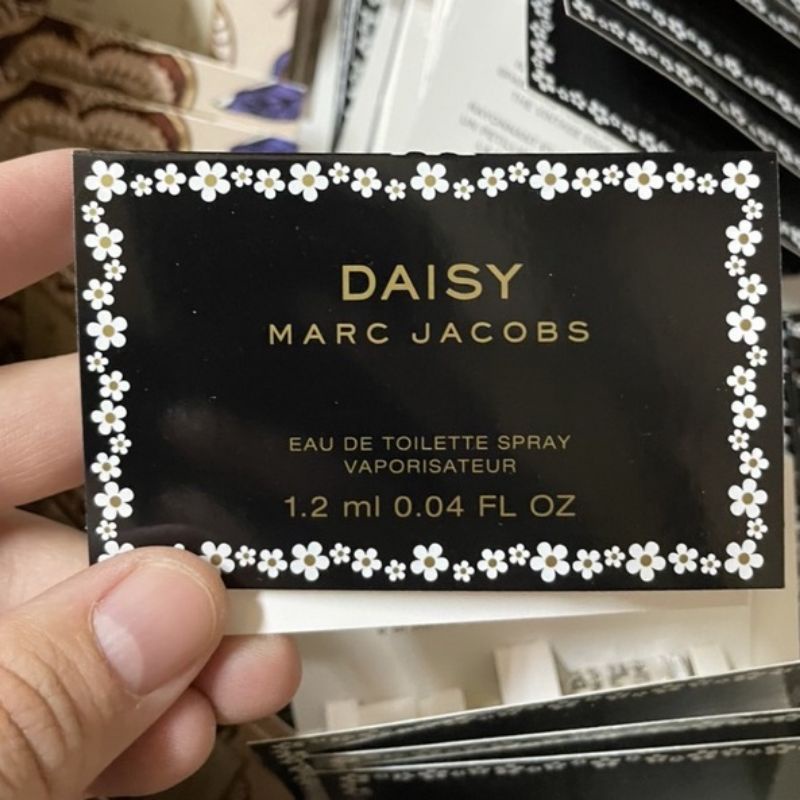 DAISY
MARC JACOBS
EAU DE TOILETTE SPRAY
VAPORISATEUR
1.2 ml 0.04 FL OZ